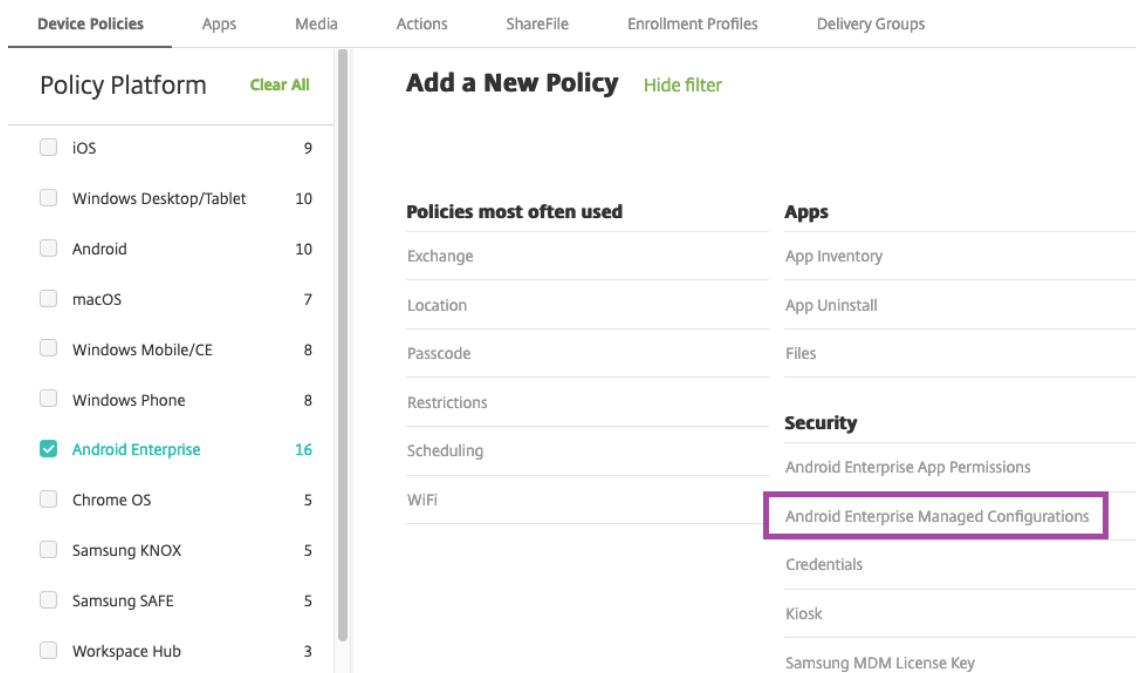 Device Policies Apps Media Actions ShareFile Enrollment Profiles Delivery Groups
Policy Platform Clear All
iOS 9
Windows Desktop/Tablet 10
Android 10
macOS 7
Windows Mobile/CE 8
Windows Phone 8
Android Enterprise 16
Chrome OS 5
Samsung KNOX 5
Samsung SAFE 5
Workspace Hub 3
Add a New Policy Hide filter
Policies most often used
Exchange
Location
Passcode
Restrictions
Scheduling
WiFi
Apps
App Inventory
App Uninstall
Files
Security
Android Enterprise App Permissions
Android Enterprise Managed Configurations
Credentials
Kiosk
Samsung MDM License Key